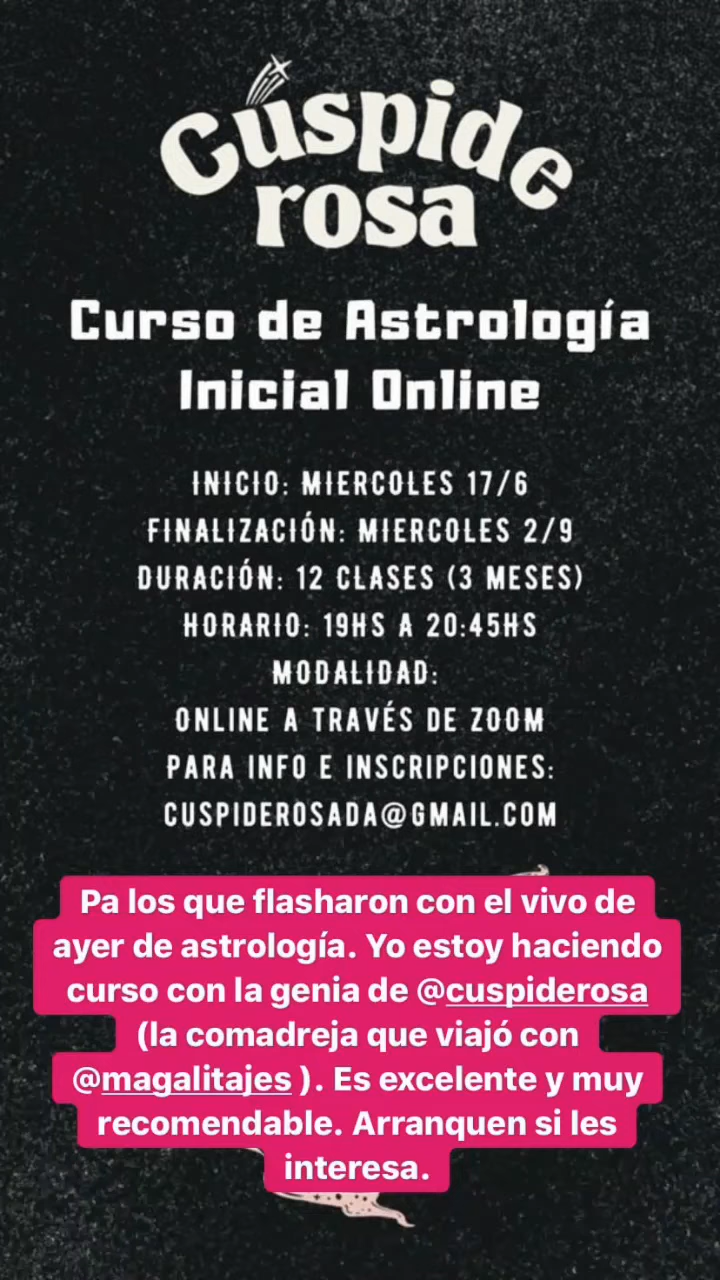 Cúspide
rosa
Curso de Astrología
Inicial Online
INICIO: MIERCOLES 17/6
FINALIZACIÓN: MIERCOLES 2/9
DURACIÓN: 12 CLASES (3 MESES)
HORARIO: 19HS A 20:45HS
MODALIDAD:
ONLINE A TRAVÉS DE ZOOM
PARA INFO E INSCRIPCIONES:
CUSPIDEROSADA@GMAIL.COM
Pa los que flasharon con el vivo de
ayer de astrología. Yo estoy haciendo
curso con la genia de @cuspiderosa
(la comadreja que viajó con
@magalitajes ). Es excelente y muy
recomendable. Arranquen si les
interesa.